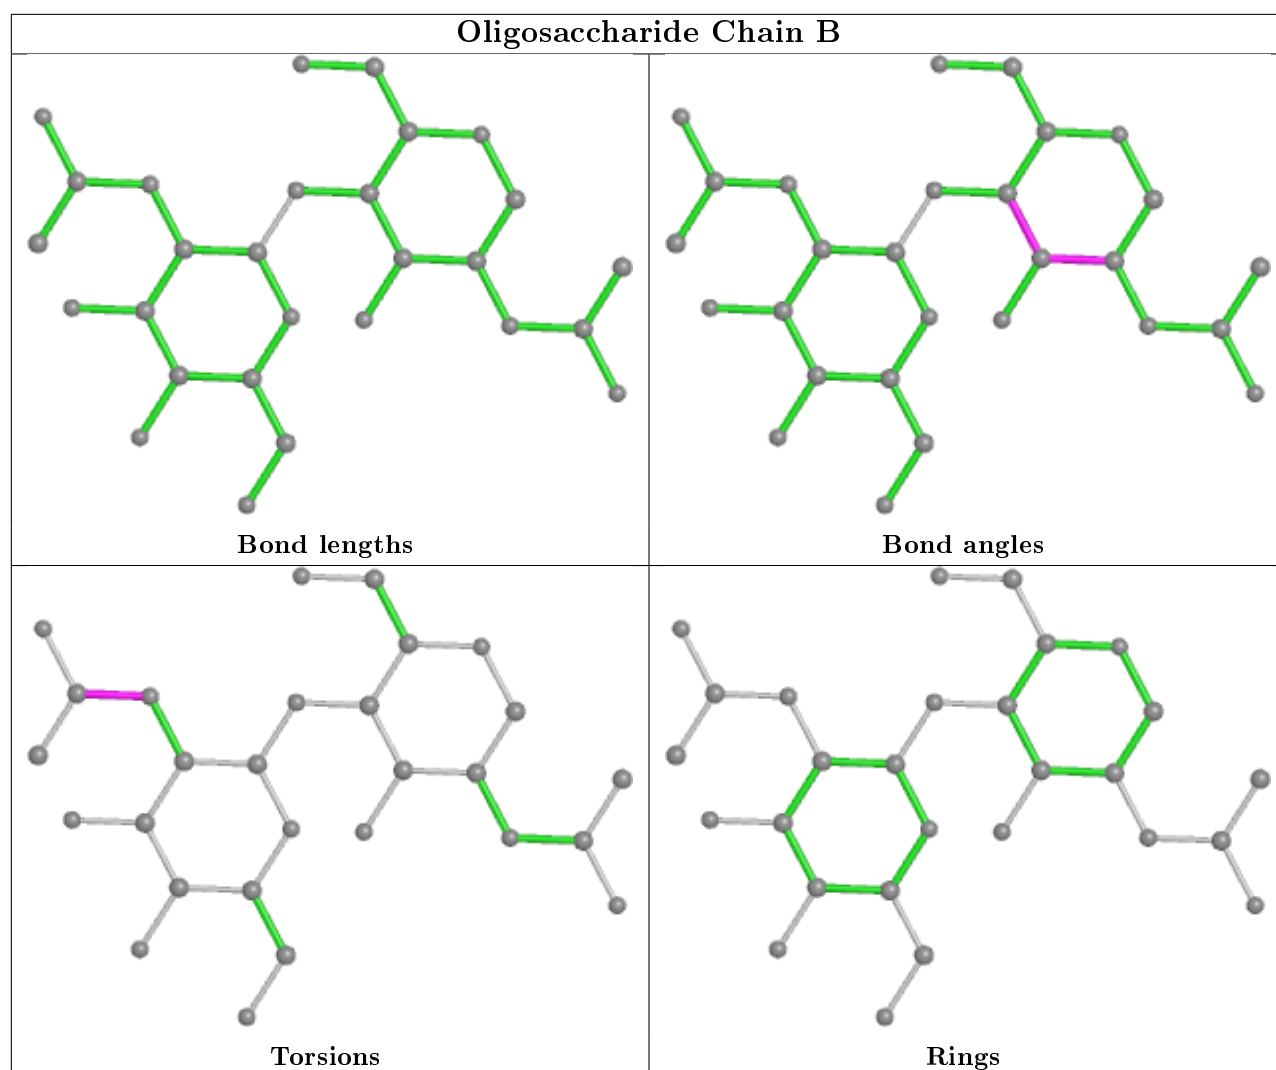 Oligosaccharide Chain B
Bond lengths
Bond angles
Torsions
Rings